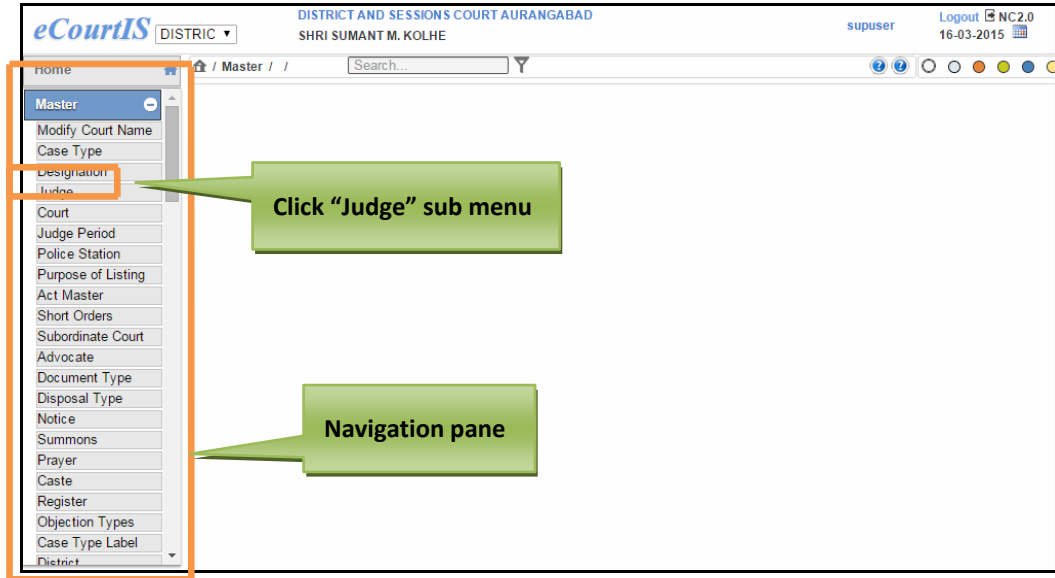 eCourtIS DISTRIC
DISTRICT AND SESSIONS COURT AURANGABAD
SHRI SUMANT M. KOLHE
supuser
Logout NC2.0
16-03-2015
Home
/ Master / /
Search...
Master
Modify Court Name
Case Type
Designation
Judge
Court
Judge Period
Police Station
Purpose of Listing
Act Master
Short Orders
Subordinate Court
Advocate
Document Type
Disposal Type
Notice
Summons
Prayer
Caste
Register
Objection Types
Case Type Label
District
Click “Judge” sub menu
Navigation pane